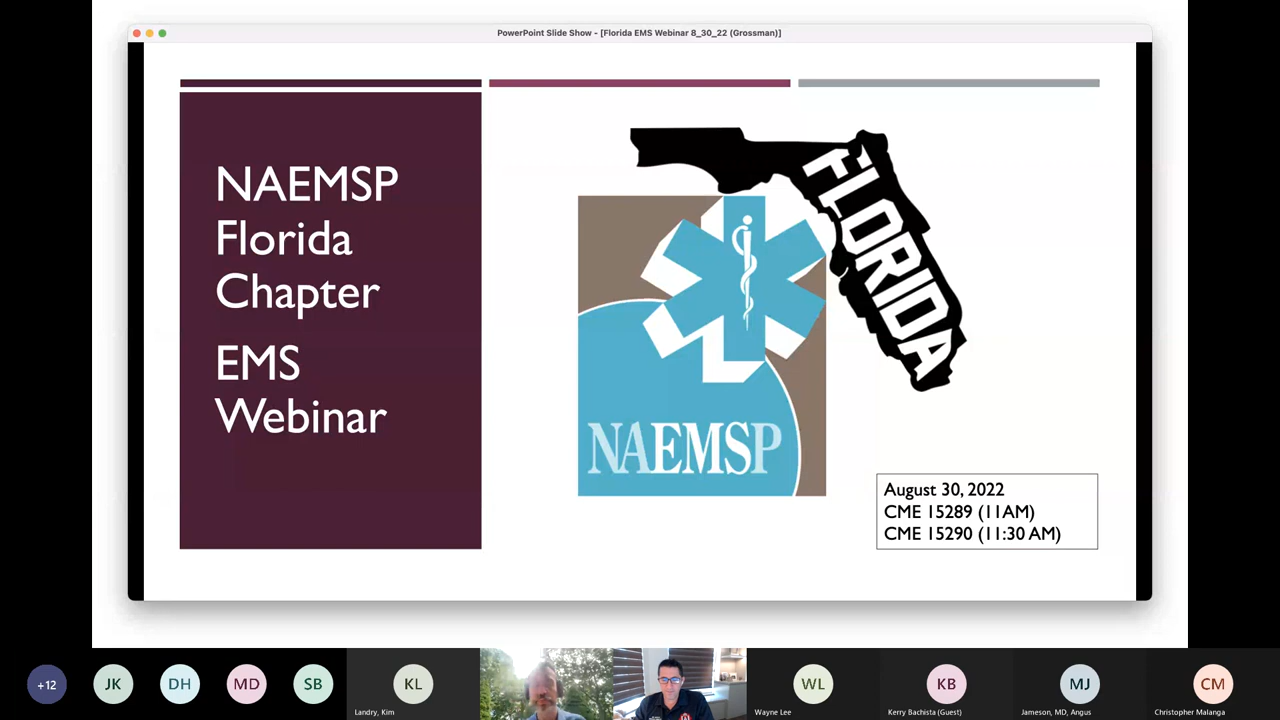 PowerPoint Slide Show - [Florida EMS Webinar 8_30_22 (Grossman)]
NAEMSP
Florida
Chapter
EMS
Webinar
FLORIDA
NAEMSP
August 30, 2022
CME 15289 (11AM)
CME 15290 (11:30 AM)
+12
JK
DH
MD
SB
KL
WL
KB
MJ
CM
Landry, Kim
Wayne Lee
Kerry Bachista (Guest)
Jameson, MD, Angus
Christopher Malanga